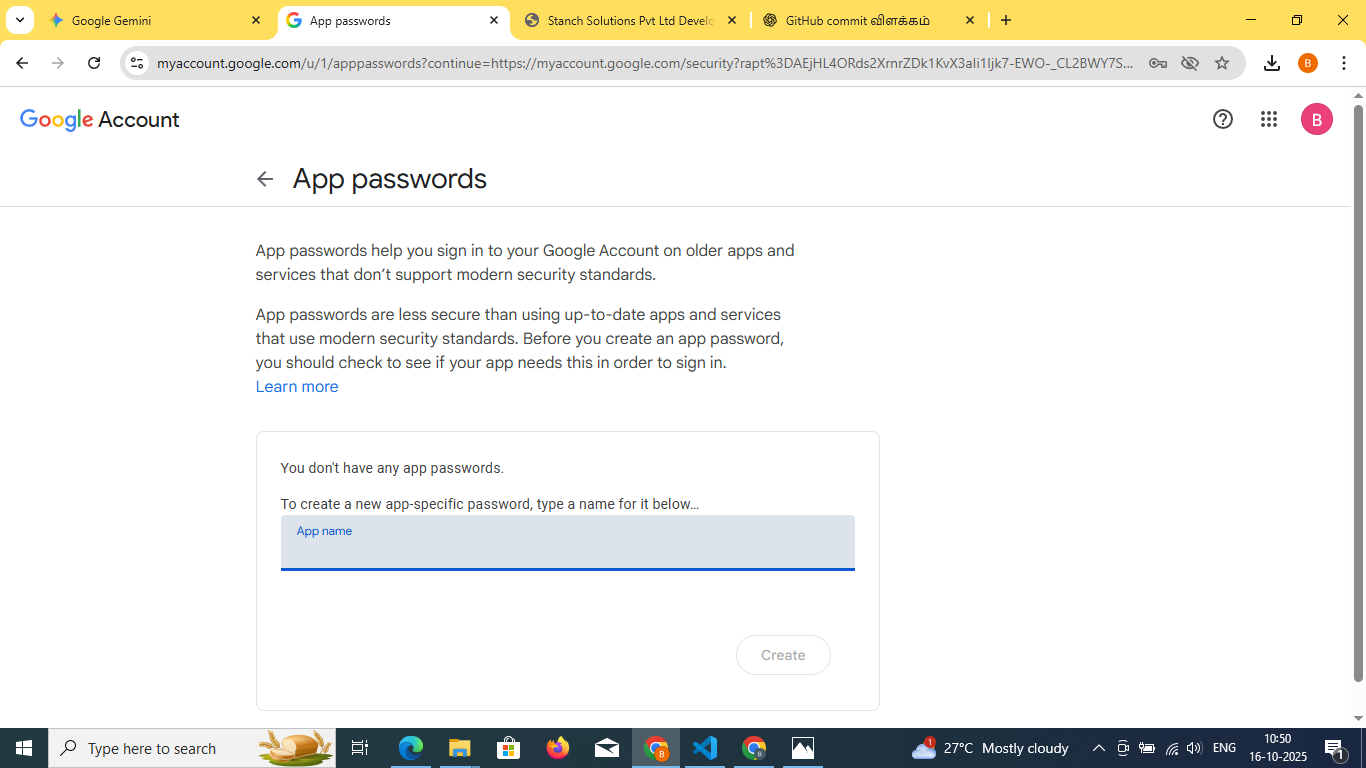 Google Gemini
App passwords
Stanch Solutions Pvt Ltd Develo
GitHub commit விளக்கம்
myaccount.google.com/u/1/apppasswords?continue=https://myaccount.google.com/security?rapt%3DAEjHL4ORds2XrnrZDk1KvX3ali1Ijk7-EWO-_CL2BWY7S...
B
Google Account
B
App passwords
App passwords help you sign in to your Google Account on older apps and
services that don’t support modern security standards.
App passwords are less secure than using up-to-date apps and services
that use modern security standards. Before you create an app password,
you should check to see if your app needs this in order to sign in.
Learn more
You don't have any app passwords.
To create a new app-specific password, type a name for it below…
App name
Create
Type here to search
B
B
1
27°C Mostly cloudy
ENG
10:50
16-10-2025
1